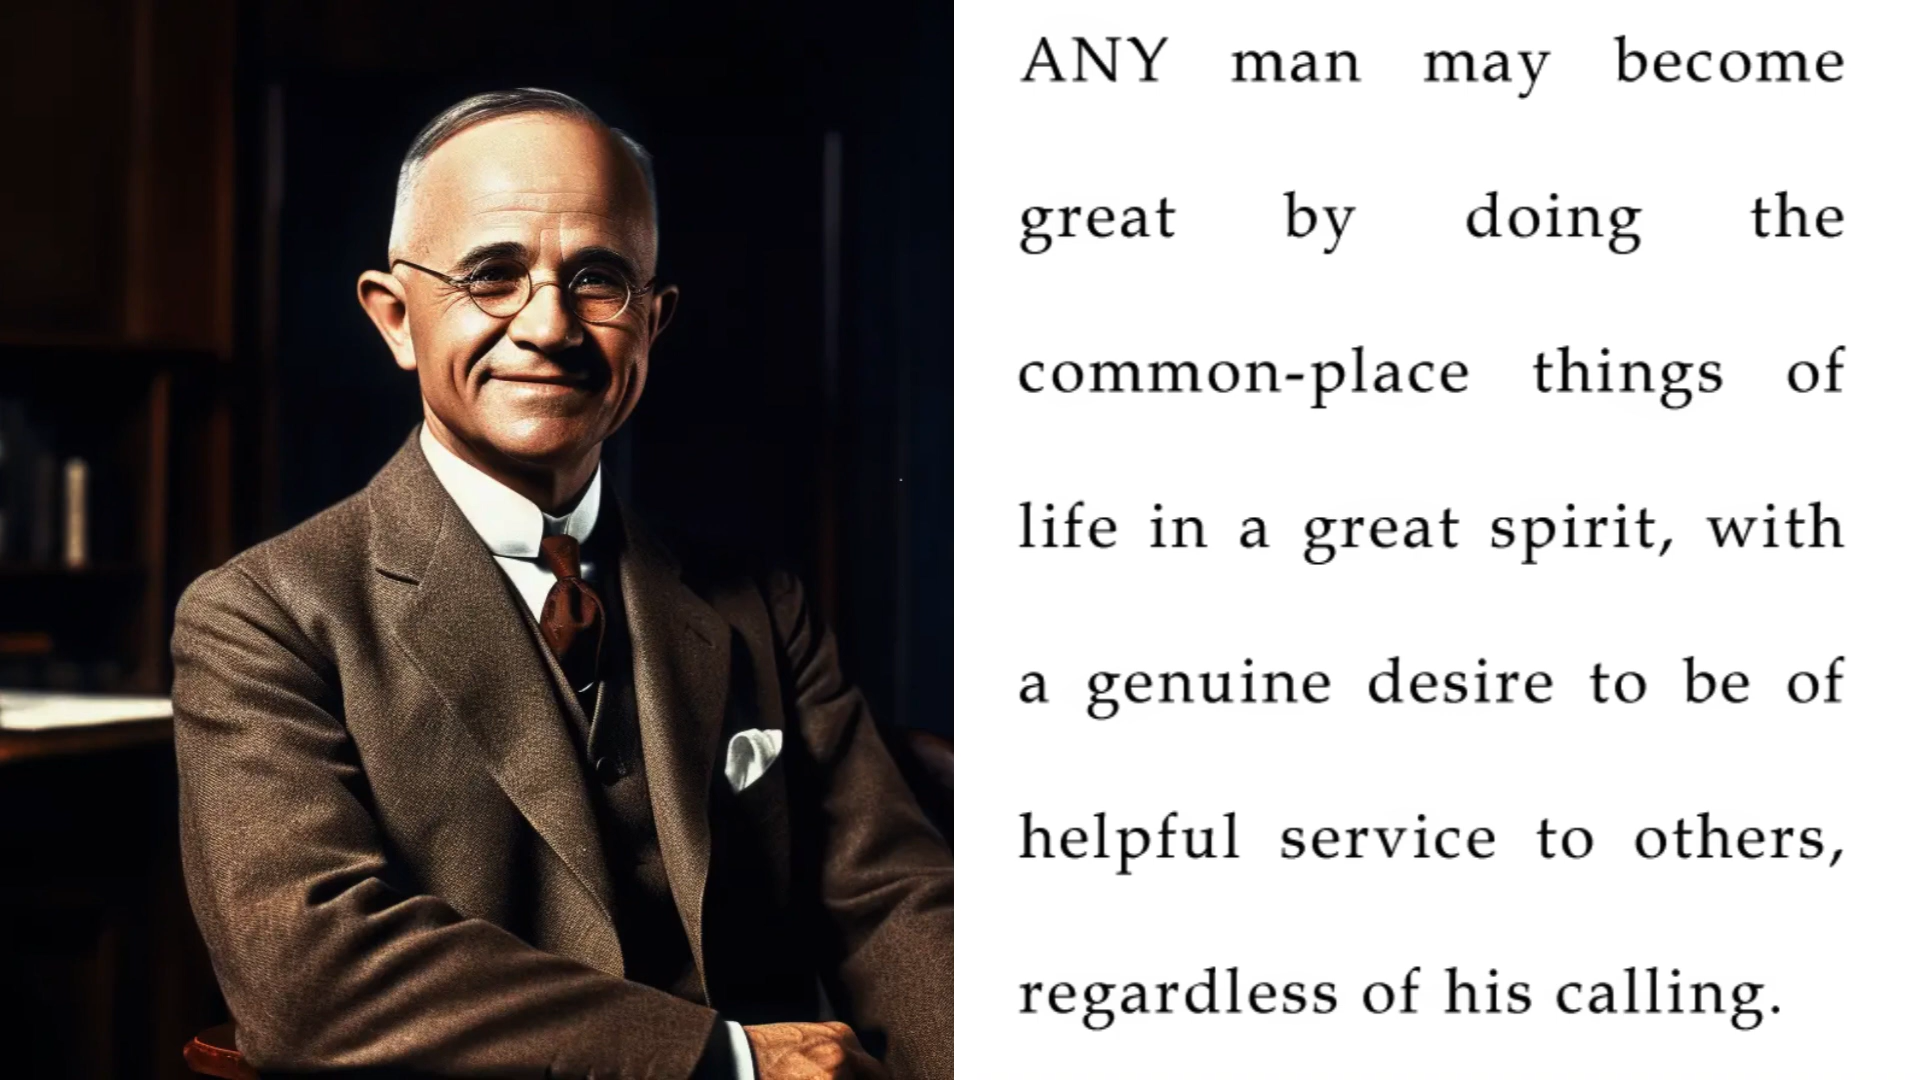 ANY man may become
great by doing the
common-place things of
life in a great spirit, with
a genuine desire to be of
helpful service to others,
regardless of his calling.